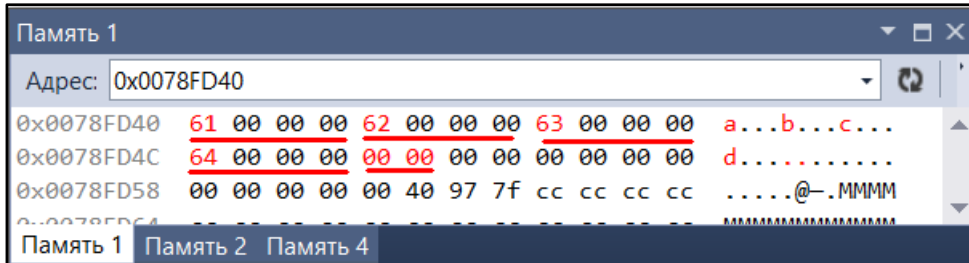 Память 1
Адрес: 0x0078FD40
0x0078FD40 61 00 00 00 62 00 00 00 63 00 00 00 a...b...c...
0x0078FD4C 64 00 00 00 00 00 00 00 00 00 00 00 d...........
0x0078FD58 00 00 00 00 00 40 97 7f cc cc cc cc .....@—.MMMM
Память 1 Память 2 Память 4